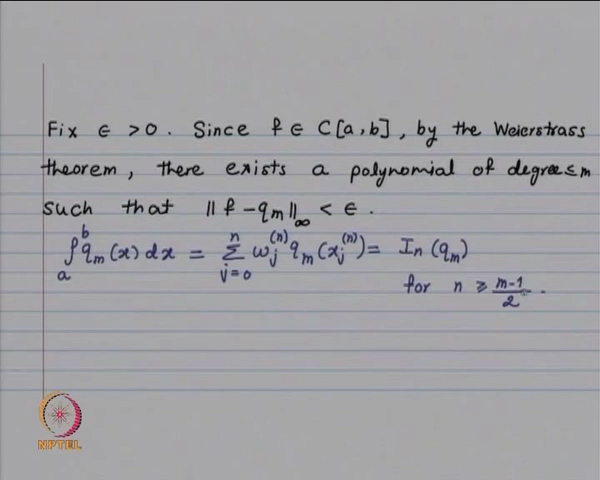 Fix ∈ > 0. Since f ∈ C[a,b], by the Weierstrass
theorem, there exists a polynomial of degree ≤ m
such that ‖f - q_m‖_∞ < ∈.
∫_a^b q_m(x) dx = ∑_{j=0}^{n} w_j^{(n)} q_m(x_j^{(n)}) = I_n(q_m)
for n ≥ \frac{m-1}{2}.
NPTEL